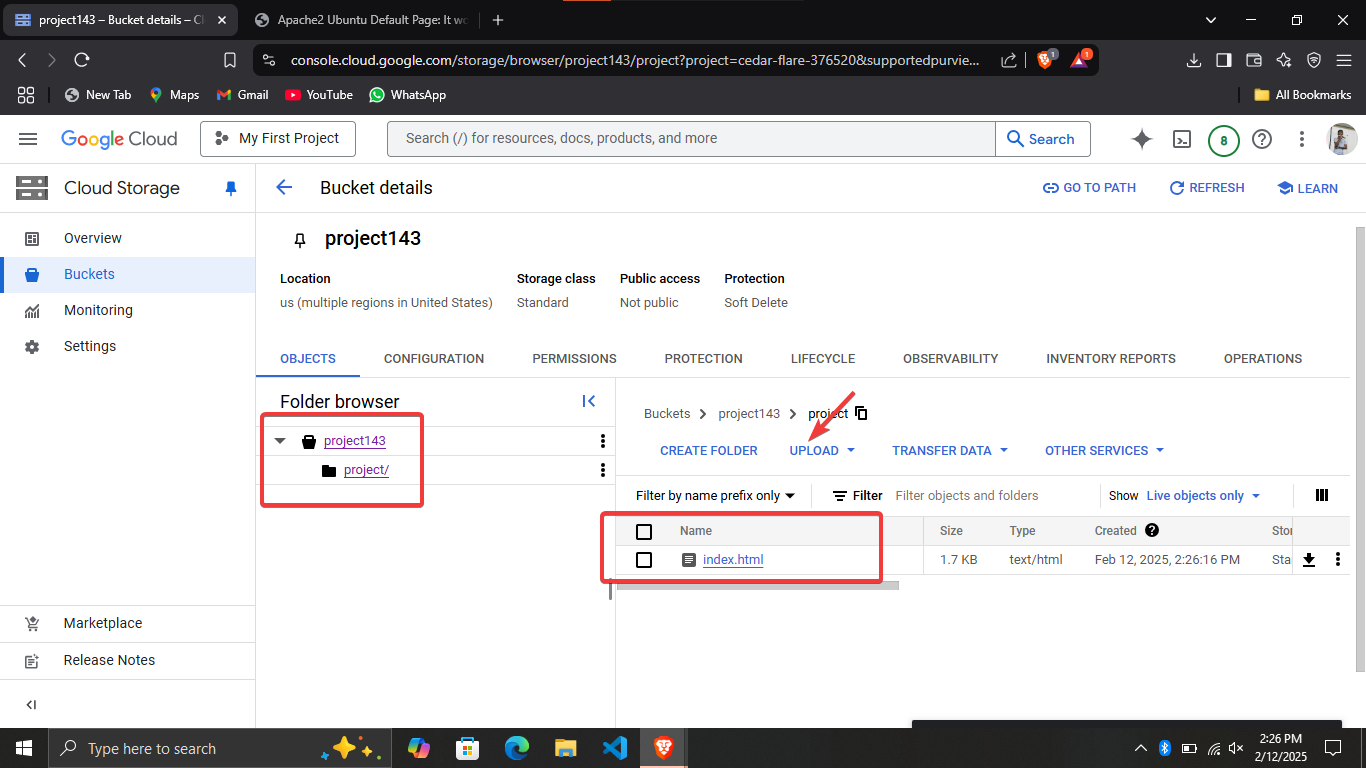 project143 – Bucket details – Cl
Apache2 Ubuntu Default Page: It wo
console.cloud.google.com/storage/browser/project143/project?project=cedar-flare-376520&supportedpurvie...
1
1
New Tab
Maps
Gmail
YouTube
WhatsApp
All Bookmarks
Google Cloud
My First Project
Search (/) for resources, docs, products, and more
Search
8
Cloud Storage
Bucket details
GO TO PATH
REFRESH
LEARN
Overview
Buckets
Monitoring
Settings
Marketplace
Release Notes
project143
Location
Storage class
Public access
Protection
us (multiple regions in United States)
Standard
Not public
Soft Delete
OBJECTS
CONFIGURATION
PERMISSIONS
PROTECTION
LIFECYCLE
OBSERVABILITY
INVENTORY REPORTS
OPERATIONS
Folder browser
project143
project/
Buckets
project143
project
CREATE FOLDER
UPLOAD
TRANSFER DATA
OTHER SERVICES
Filter by name prefix only
Filter
Filter objects and folders
Show
Live objects only
Name
Size
Type
Created
Stor
index.html
1.7 KB
text/html
Feb 12, 2025, 2:26:16 PM
Sta
Type here to search
2:26 PM
2/12/2025